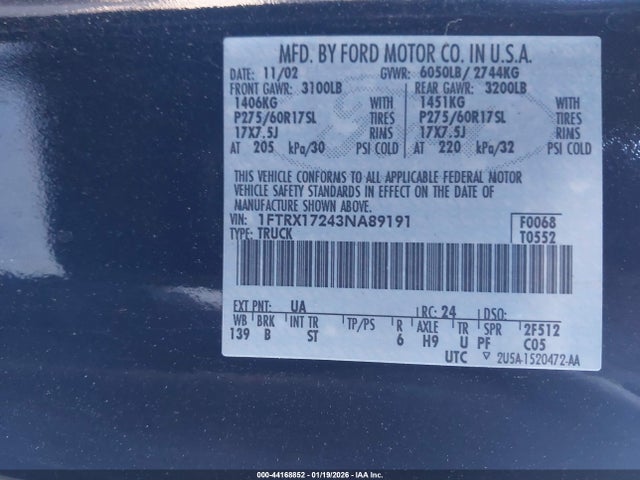 MFD. BY FORD MOTOR CO. IN U.S.A.
DATE: 11/02 GVWR: 6050LB/ 2744KG
FRONT GAWR: 3100LB REAR GAWR: 3200LB
1406KG WITH 1451KG WITH
P275/60R17SL TIRES P275/60R17SL TIRES
17X7.5J RIMS 17X7.5J RIMS
AT 205 kPa/30 PSI COLD AT 220 kPa/32 PSI COLD
THIS VEHICLE CONFORMS TO ALL APPLICABLE FEDERAL MOTOR
VEHICLE SAFETY STANDARDS IN EFFECT ON THE DATE OF
MANUFACTURE SHOWN ABOVE.
VIN: 1FTRX17243NA89191 F0068
TYPE: TRUCK T0552
EXT PNT: UA RC: 24 DSO:
WB BRK INT TR TP/PS R AXLE TR SPR 2F512
139 B ST 6 H9 U PF C05
UTC ▽ 2U5A-1520472-AA
000-44168852 - 01/19/2026 - IAA Inc.